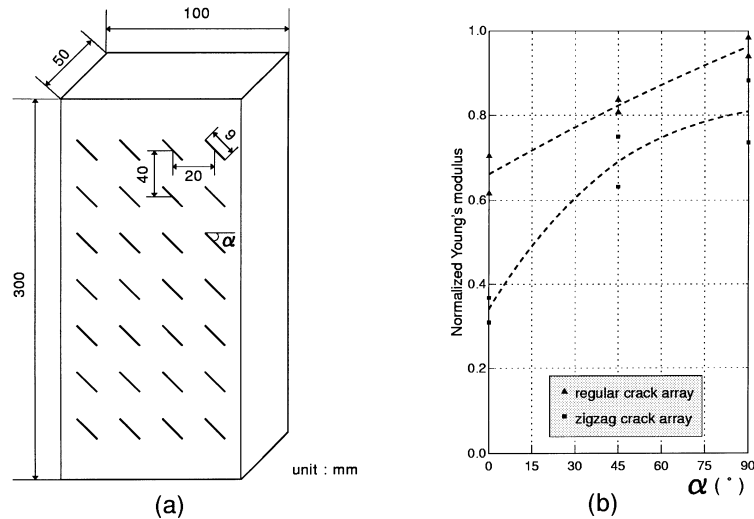 100
50
9
40
20
α
300
unit : mm
(a)
Normalized Young's modulus
1.0
0.8
0.6
0.4
0.2
0.0
regular crack array
zigzag crack array
0 15 30 45 60 75 90
α (°)
(b)